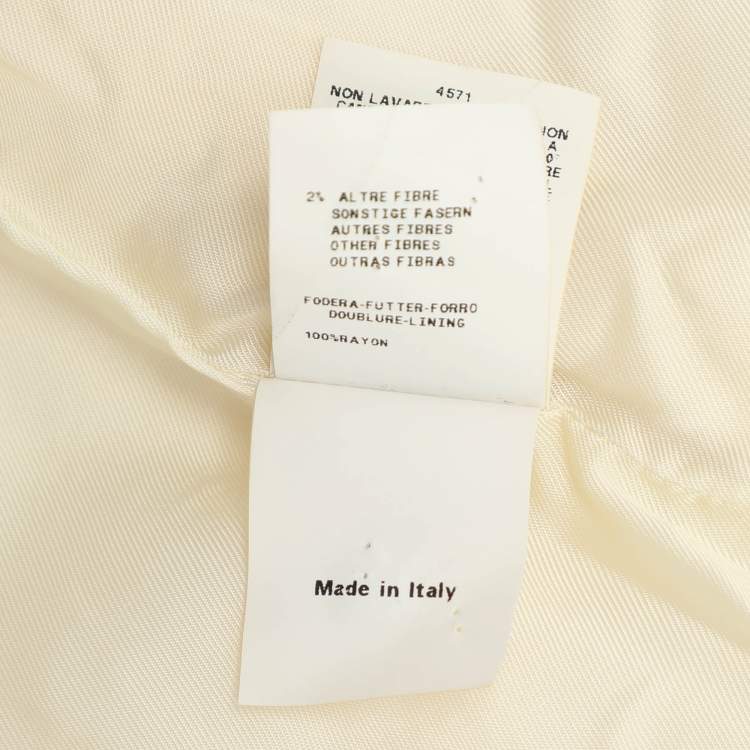 4571
NON
2% ALTRE FIBRE
SONSTIGE FASERN
AUTRES FIBRES
OTHER FIBRES
OUTRAS FIBRAS
FODERA-FUTTER-FORRO
DOUBLURE-LINING
100%RAYON
Made in Italy